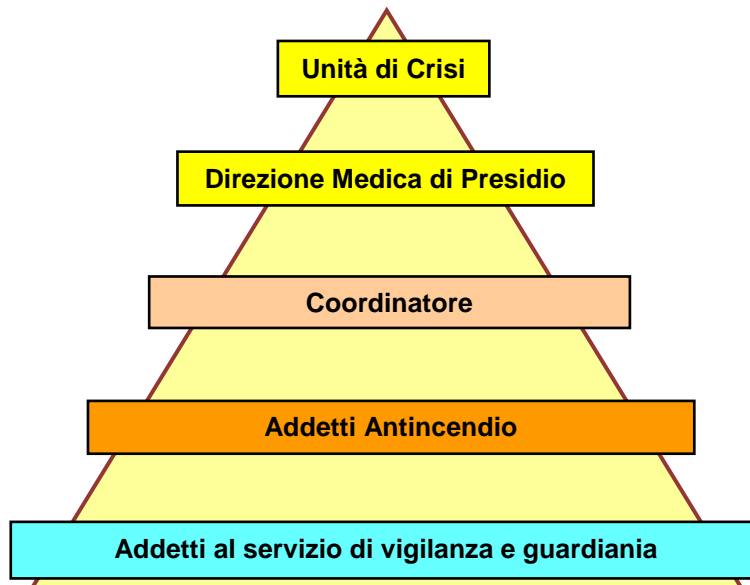 Unità di Crisi
Direzione Medica di Presidio
Coordinatore
Addetti Antincendio
Addetti al servizio di vigilanza e guardiania